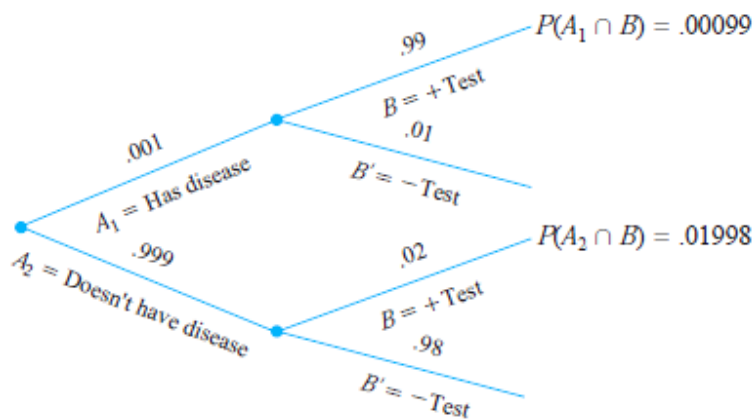 .99
P(A₁ ∩ B) = .00099
B = +Test
.001
.01
A₁ = Has disease
B' = −Test
.999
A₂ = Doesn't have disease
.02
P(A₂ ∩ B) = .01998
B = +Test
.98
B' = −Test